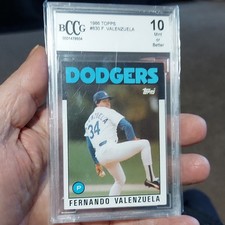 BCCG
1986 TOPPS
#630 F. VALENZUELA
10
Mint
or
Better
DODGERS
Topps
34
P
FERNANDO VALENZUELA